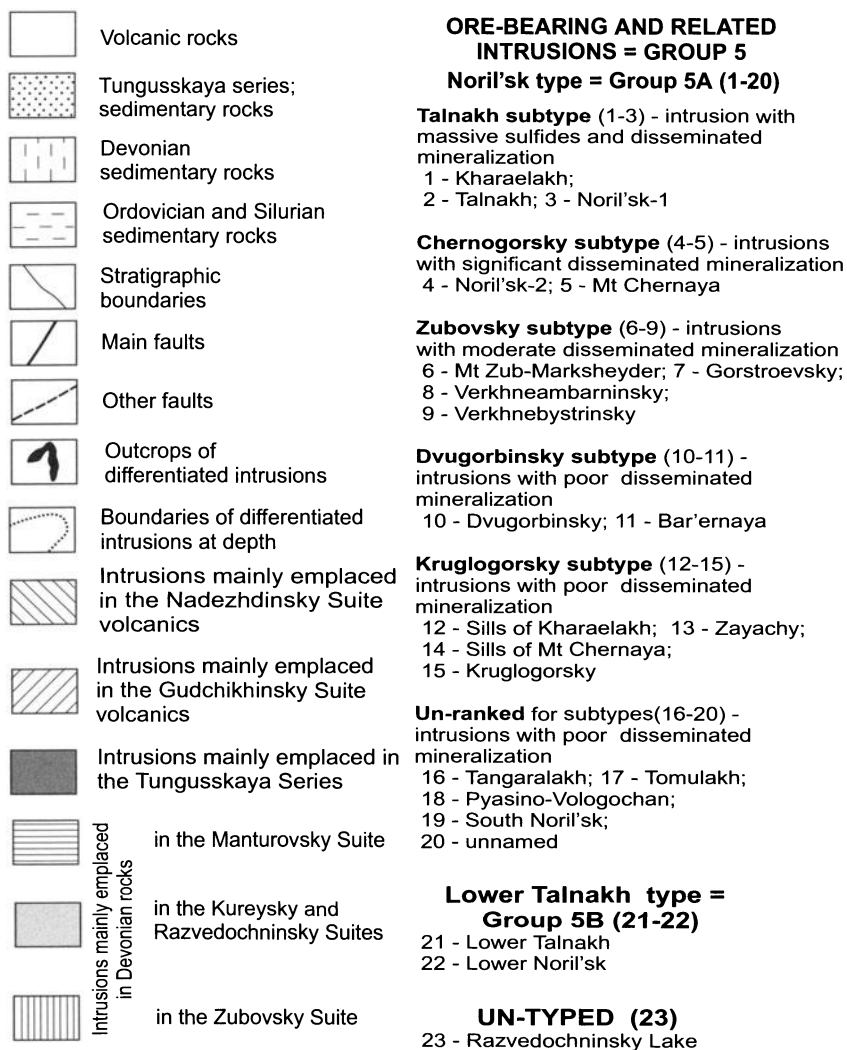 Volcanic rocks
Tungusskaya series;
sedimentary rocks
Devonian
sedimentary rocks
Ordovician and Silurian
sedimentary rocks
Stratigraphic
boundaries
Main faults
Other faults
Outcrops of
differentiated intrusions
Boundaries of differentiated
intrusions at depth
Intrusions mainly emplaced
in the Nadezhdinsky Suite
volcanics
Intrusions mainly emplaced
in the Gudchikhinsky Suite
volcanics
Intrusions mainly emplaced in
the Tungusskaya Series
Intrusions mainly emplaced
in Devonian rocks
in the Manturovsky Suite
in the Kureysky and
Razvedochninsky Suites
in the Zubovsky Suite
ORE-BEARING AND RELATED
INTRUSIONS = GROUP 5
Noril'sk type = Group 5A (1-20)
Talnakh subtype (1-3) - intrusion with
massive sulfides and disseminated
mineralization
1 - Kharaelakh;
2 - Talnakh; 3 - Noril'sk-1
Chernogorsky subtype (4-5) - intrusions
with significant disseminated mineralization
4 - Noril'sk-2; 5 - Mt Chernaya
Zubovsky subtype (6-9) - intrusions
with moderate disseminated mineralization
6 - Mt Zub-Marksheyder; 7 - Gorstroevsky;
8 - Verkhneambarninsky;
9 - Verkhnebystrinsky
Dvugorbinsky subtype (10-11) -
intrusions with poor disseminated
mineralization
10 - Dvugorbinsky; 11 - Bar'ernaya
Kruglogorsky subtype (12-15) -
intrusions with poor disseminated
mineralization
12 - Sills of Kharaelakh; 13 - Zayachy;
14 - Sills of Mt Chernaya;
15 - Kruglogorsky
Un-ranked for subtypes(16-20) -
intrusions with poor disseminated
mineralization
16 - Tangaralakh; 17 - Tomulakh;
18 - Pyasino-Vologochan;
19 - South Noril'sk;
20 - unnamed
Lower Talnakh type =
Group 5B (21-22)
21 - Lower Talnakh
22 - Lower Noril'sk
UN-TYPED (23)
23 - Razvedochninsky Lake